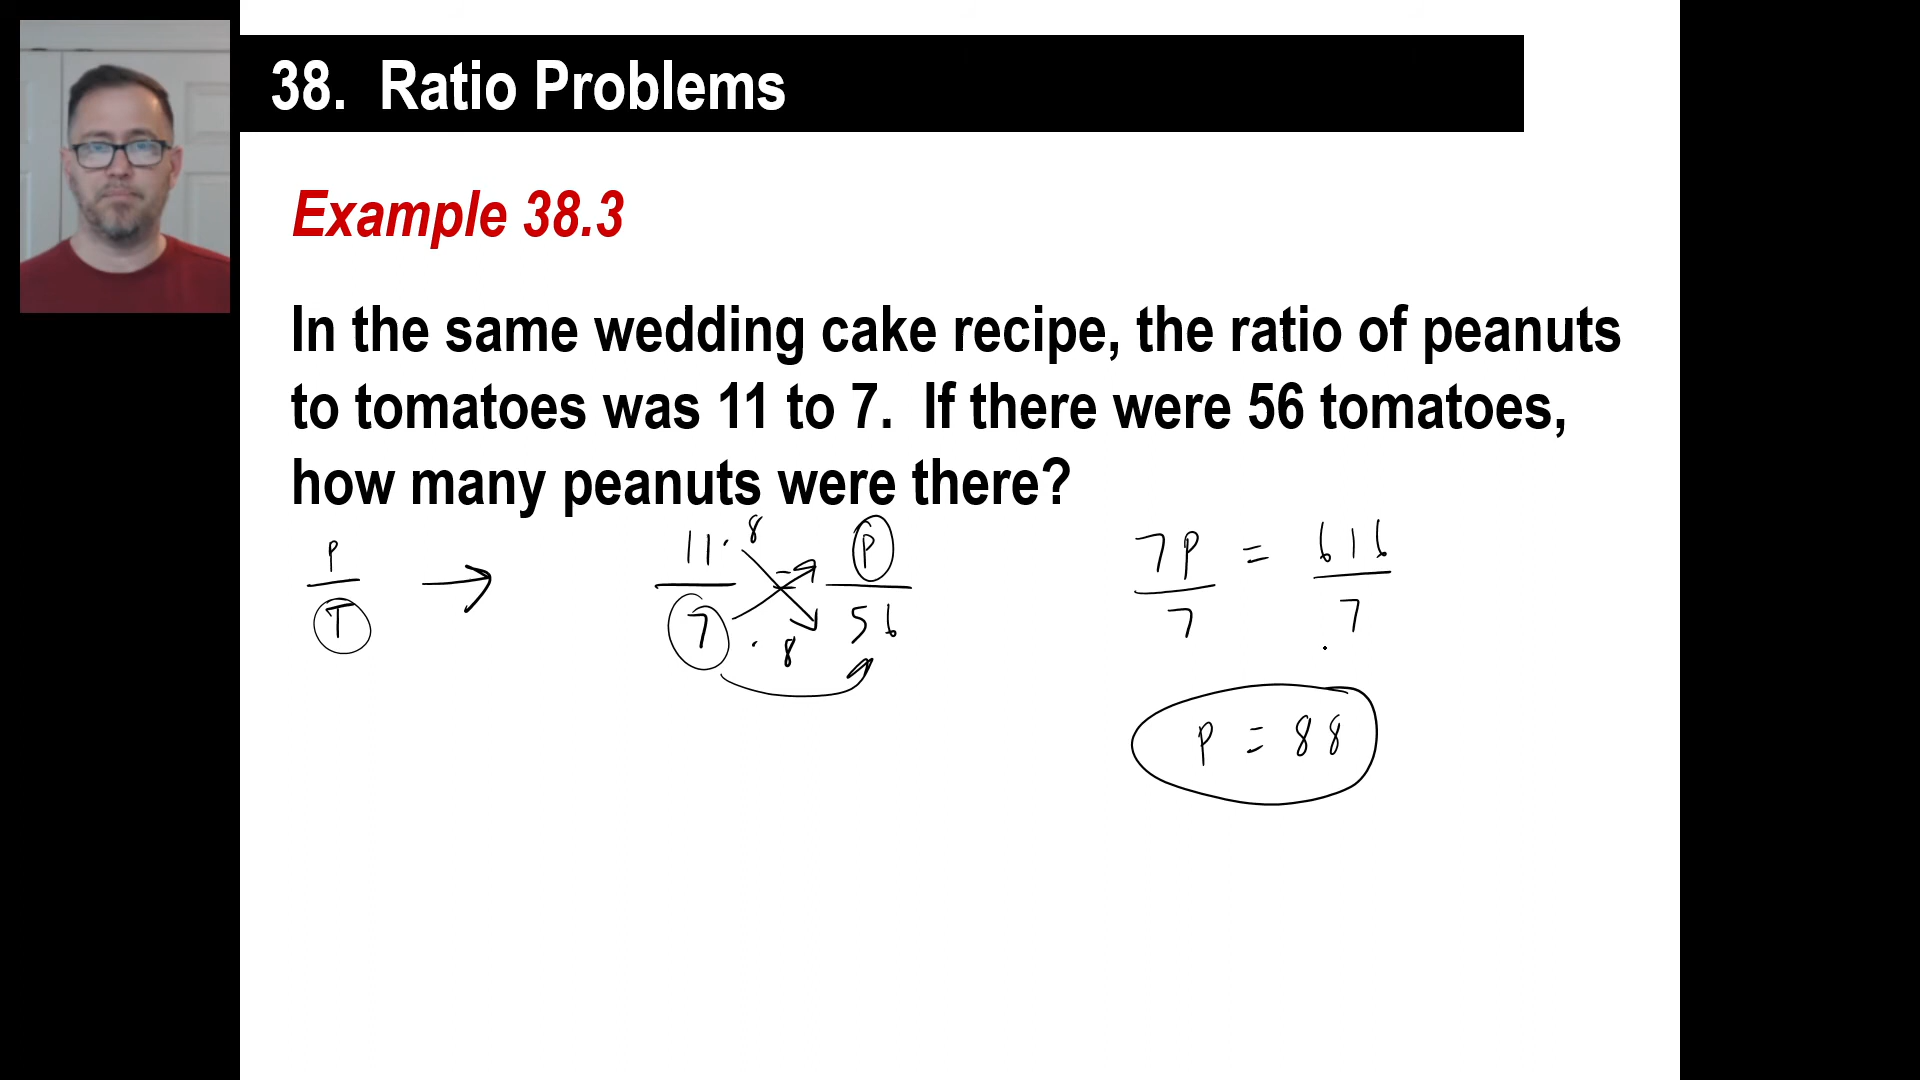 38. Ratio Problems
Example 38.3
In the same wedding cake recipe, the ratio of peanuts
to tomatoes was 11 to 7. If there were 56 tomatoes,
how many peanuts were there?
P/T → 11·8/7·8 = P/56
7P/7 = 616/7
P = 88